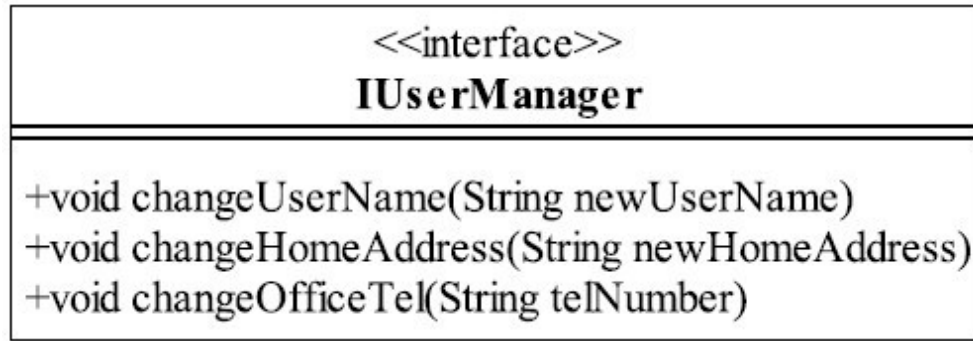 <<interface>>
IUserManager
+void changeUserName(String newUserName)
+void changeHomeAddress(String newHomeAddress)
+void changeOfficeTel(String telNumber)